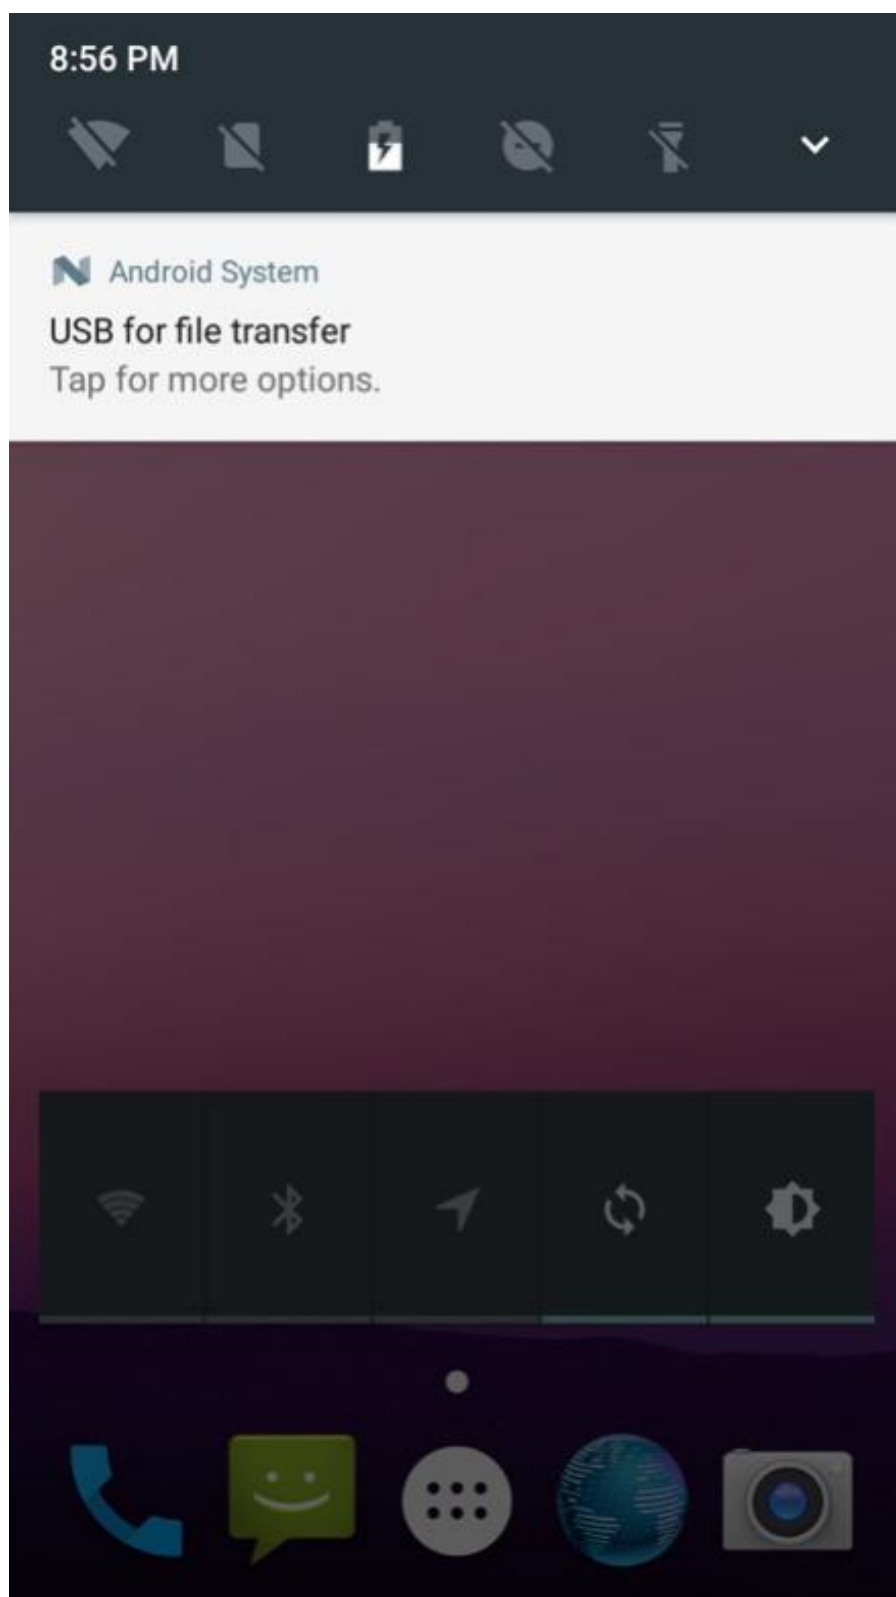 8:56 PM
Android System
USB for file transfer
Tap for more options.